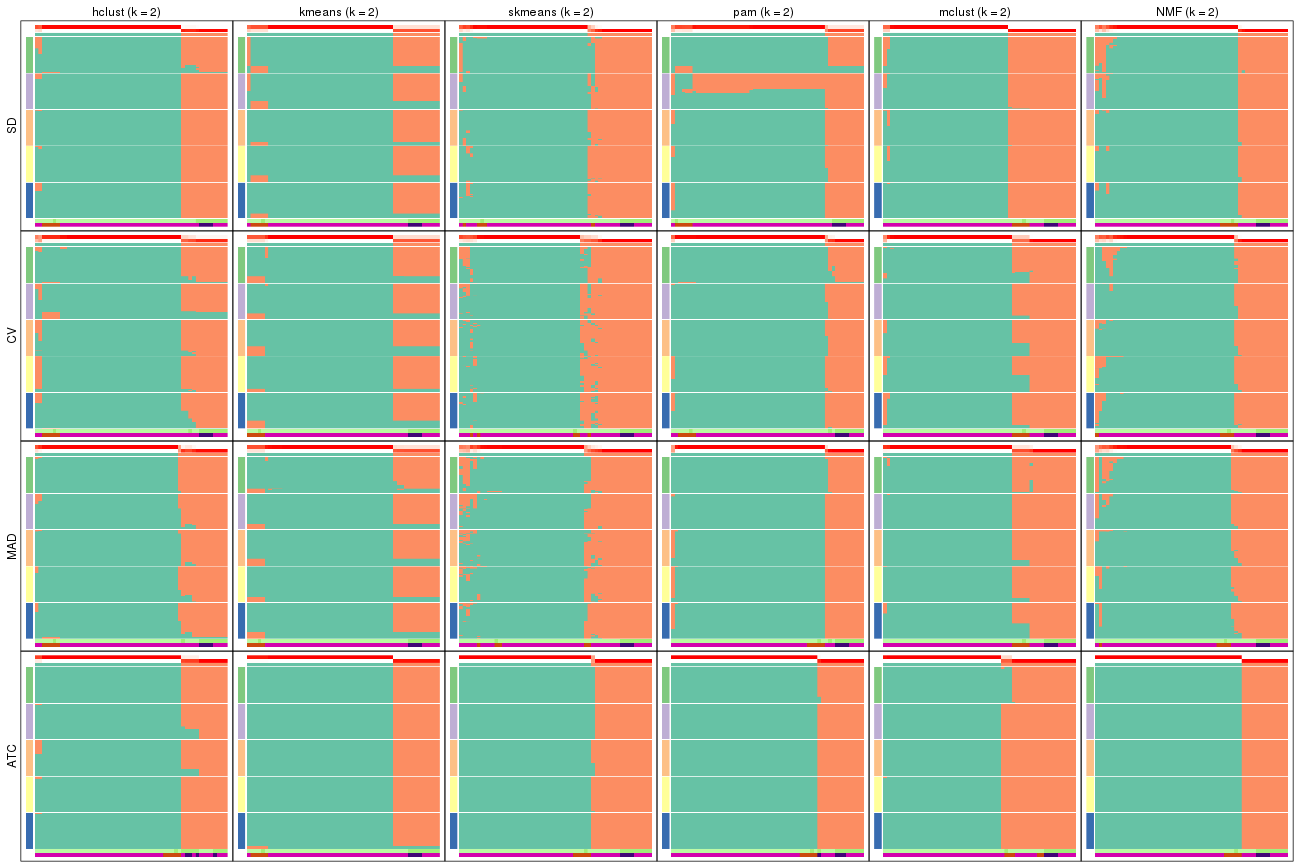 hclust (k = 2)
kmeans (k = 2)
skmeans (k = 2)
pam (k = 2)
mclust (k = 2)
NMF (k = 2)
SD
CV
MAD
ATC